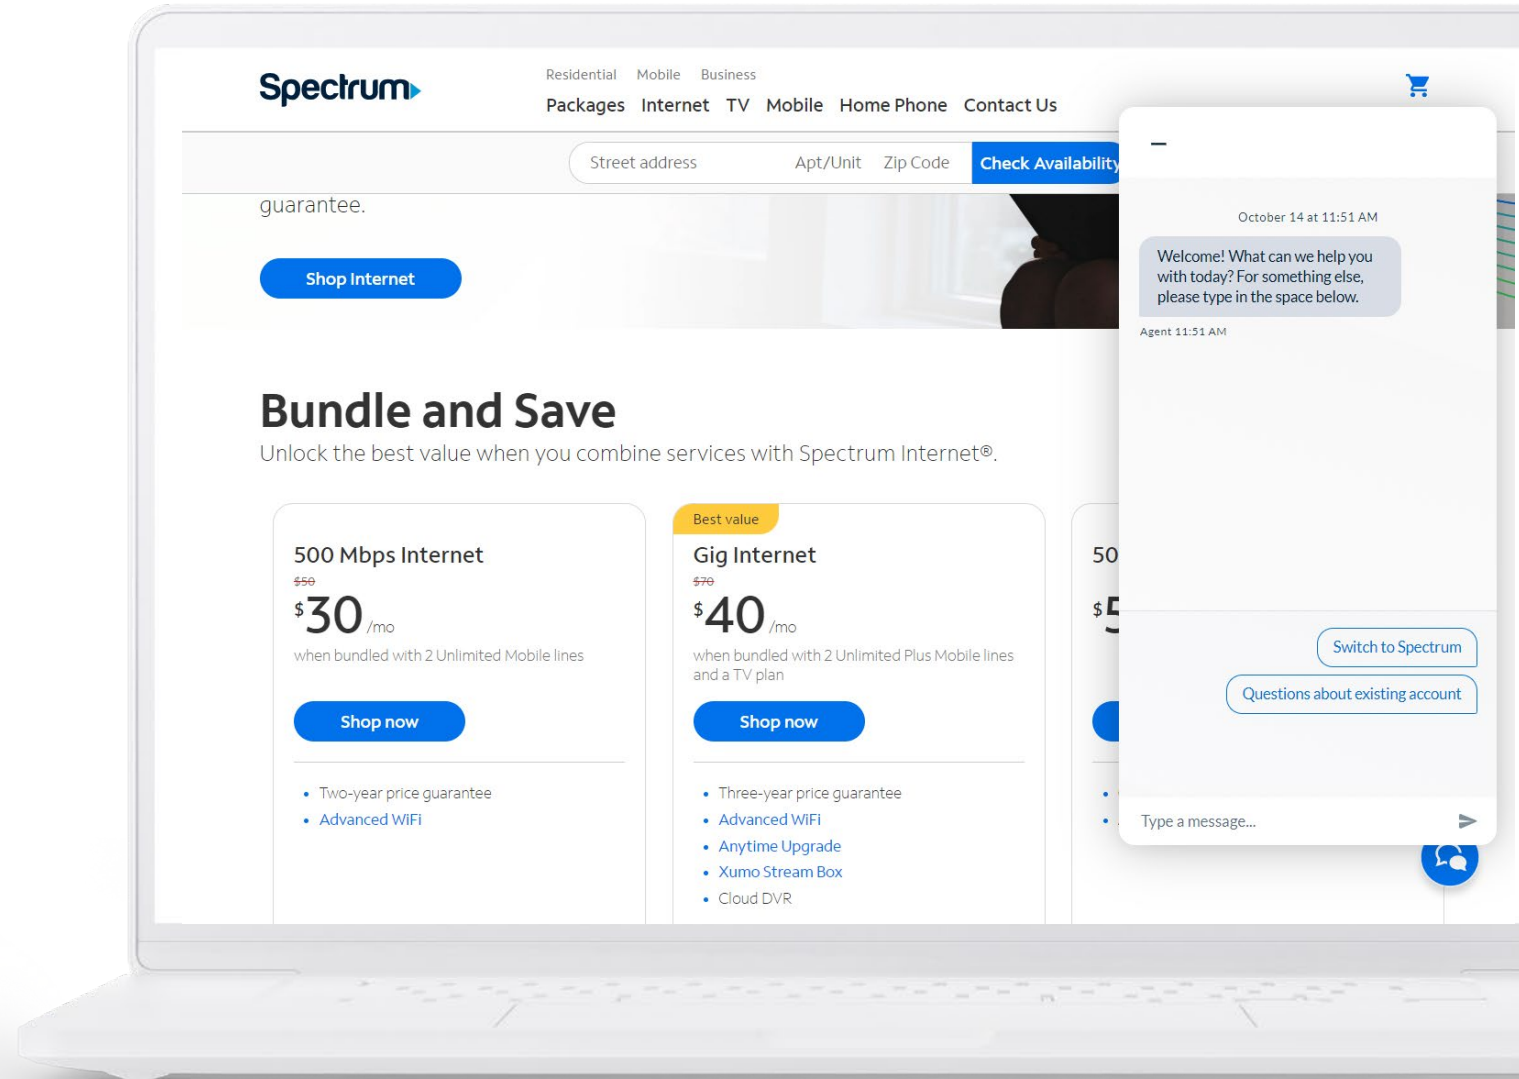 Spectrum
Residential Mobile Business
Packages Internet TV Mobile Home Phone Contact Us
Street address Apt/Unit Zip Code Check Availability
guarantee.
Shop Internet
Bundle and Save
Unlock the best value when you combine services with Spectrum Internet®.
500 Mbps Internet
$50
$30 /mo
when bundled with 2 Unlimited Mobile lines
Shop now
• Two-year price guarantee
• Advanced WiFi
Best value
Gig Internet
$70
$40 /mo
when bundled with 2 Unlimited Plus Mobile lines
and a TV plan
Shop now
• Three-year price guarantee
• Advanced WiFi
• Anytime Upgrade
• Xumo Stream Box
• Cloud DVR
50
$5
October 14 at 11:51 AM
Welcome! What can we help you
with today? For something else,
please type in the space below.
Agent 11:51 AM
Switch to Spectrum
Questions about existing account
Type a message...